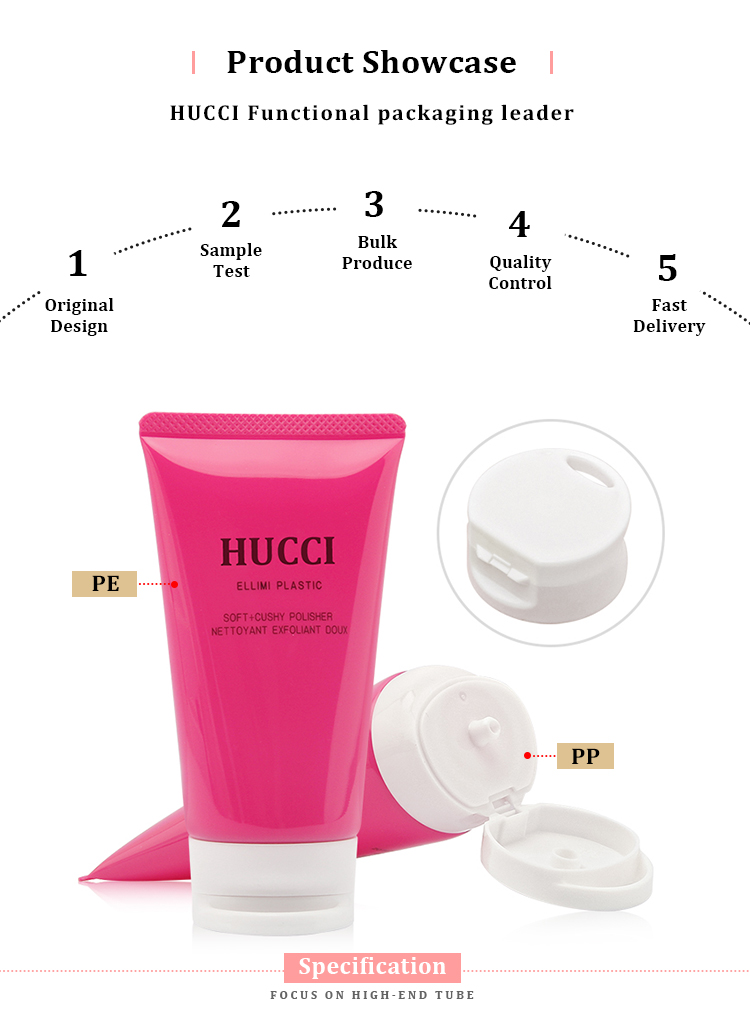 Product Showcase
HUCCI Functional packaging leader
1
Original
Design
2
Sample
Test
3
Bulk
Produce
4
Quality
Control
5
Fast
Delivery
HUCCI
ELLIMI PLASTIC
SOFT+CUSHY POLISHER
NETTOYANT EXFOLIANT DOUX
PE
PP
Specification
FOCUS ON HIGH-END TUBE